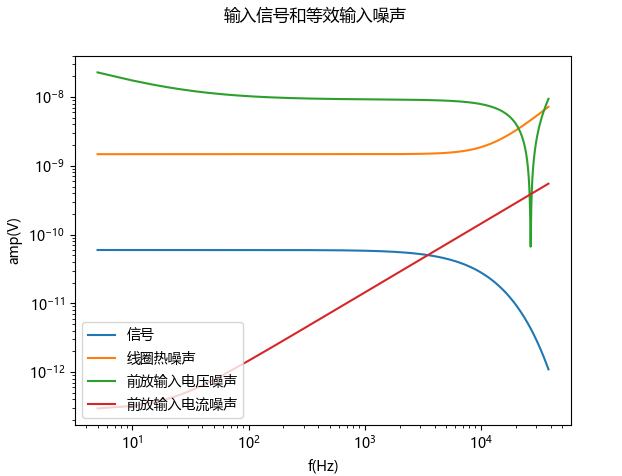 输入信号和等效输入噪声
10⁻⁸
10⁻⁹
10⁻¹⁰
10⁻¹¹
10⁻¹²
amp(V)
信号
线圈热噪声
前放输入电压噪声
前放输入电流噪声
10¹
10²
10³
10⁴
f(Hz)